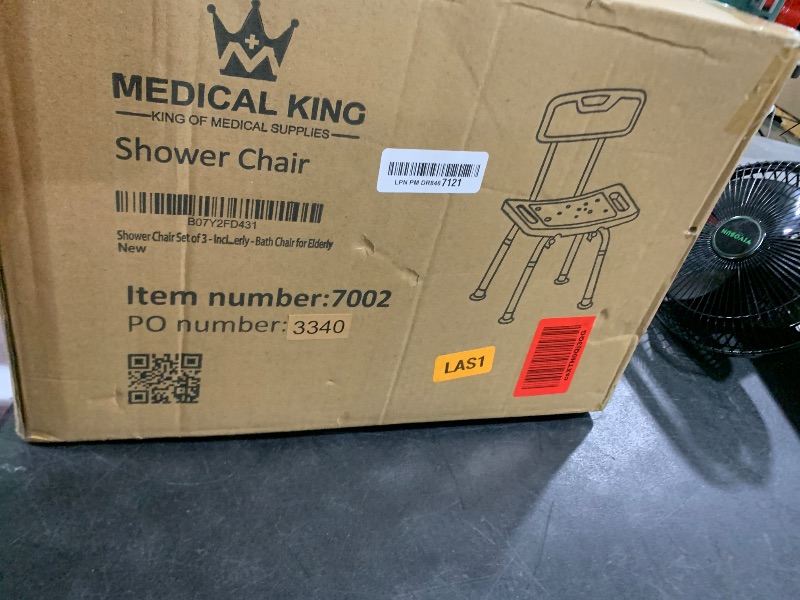 MEDICAL KING
KING OF MEDICAL SUPPLIES
Shower Chair
LPN PM DR848 7121
B07Y2FD431
Shower Chair Set of 3 - Incl...erly - Bath Chair for Elderly
New
Item number:7002
PO number: 3340
LAS1